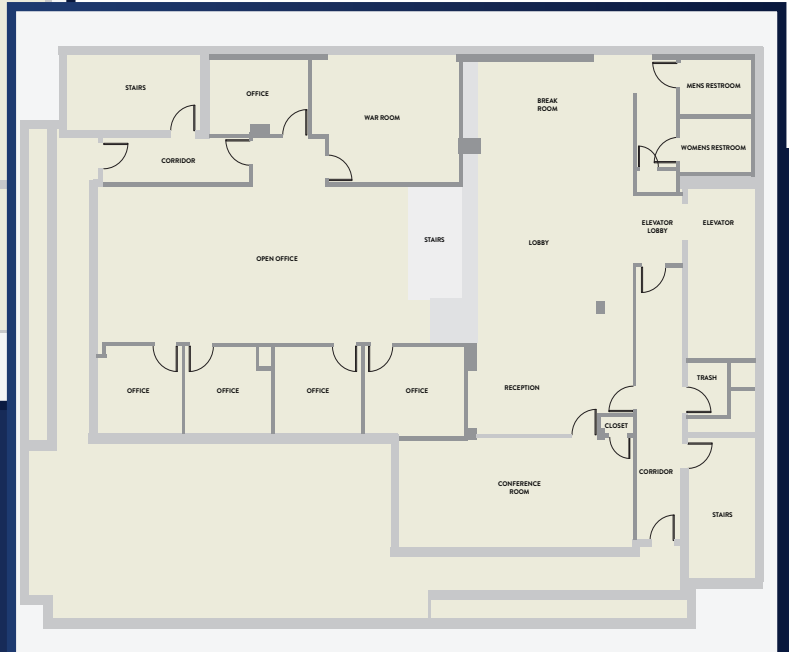 STAIRS
OFFICE
WAR ROOM
BREAK
ROOM
MENS RESTROOM
WOMENS RESTROOM
CORRIDOR
OPEN OFFICE
STAIRS
LOBBY
ELEVATOR
LOBBY
ELEVATOR
OFFICE
OFFICE
OFFICE
OFFICE
RECEPTION
TRASH
CLOSET
CONFERENCE
ROOM
CORRIDOR
STAIRS